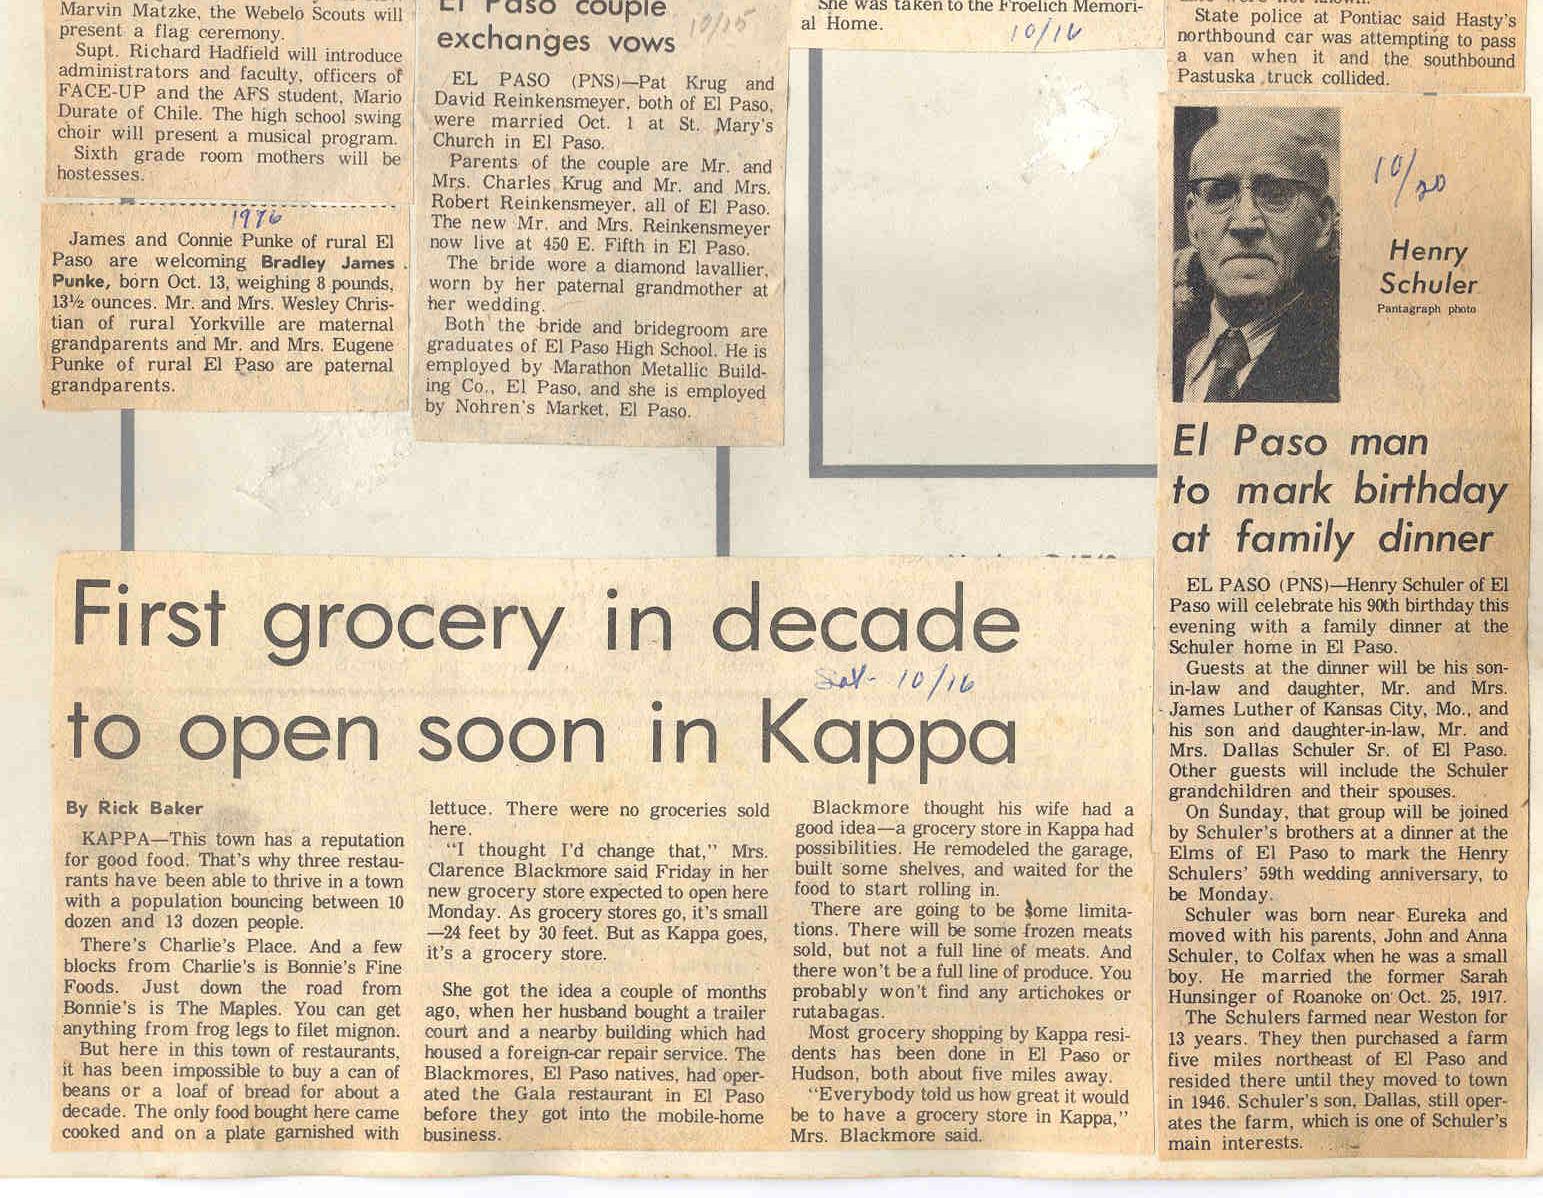 Marvin Matzke, the Webelo Scouts will
present a flag ceremony.
Supt. Richard Hadfield will introduce
administrators and faculty, officers of
FACE-UP and the AFS student, Mario
Durate of Chile. The high school swing
choir will present a musical program.
Sixth grade room mothers will be
hostesses.
1976
James and Connie Punke of rural El
Paso are welcoming Bradley James
Punke, born Oct. 13, weighing 8 pounds,
13½ ounces. Mr. and Mrs. Wesley Chris-
tian of rural Yorkville are maternal
grandparents and Mr. and Mrs. Eugene
Punke of rural El Paso are paternal
grandparents.
El Paso couple
exchanges vows
10/15
EL PASO (PNS)—Pat Krug and
David Reinkensmeyer, both of El Paso,
were married Oct. 1 at St. Mary's
Church in El Paso.
Parents of the couple are Mr. and
Mrs. Charles Krug and Mr. and Mrs.
Robert Reinkensmeyer, all of El Paso.
The new Mr. and Mrs. Reinkensmeyer
now live at 450 E. Fifth in El Paso.
The bride wore a diamond lavallier,
worn by her paternal grandmother at
her wedding.
Both the bride and bridegroom are
graduates of El Paso High School. He is
employed by Marathon Metallic Build-
ing Co., El Paso, and she is employed
by Nohren's Market, El Paso.
She was taken to the Froelich Memori-
al Home.
10/16
State police at Pontiac said Hasty's
northbound car was attempting to pass
a van when it and the southbound
Pastuska truck collided.
10/20
Henry
Schuler
Pantagraph photo
El Paso man
to mark birthday
at family dinner
EL PASO (PNS)—Henry Schuler of El
Paso will celebrate his 90th birthday this
evening with a family dinner at the
Schuler home in El Paso.
Guests at the dinner will be his son-
in-law and daughter, Mr. and Mrs.
James Luther of Kansas City, Mo., and
his son and daughter-in-law, Mr. and
Mrs. Dallas Schuler Sr. of El Paso.
Other guests will include the Schuler
grandchildren and their spouses.
On Sunday, that group will be joined
by Schuler's brothers at a dinner at the
Elms of El Paso to mark the Henry
Schulers' 59th wedding anniversary, to
be Monday.
Schuler was born near Eureka and
moved with his parents, John and Anna
Schuler, to Colfax when he was a small
boy. He married the former Sarah
Hunsinger of Roanoke on Oct. 25, 1917.
The Schulers farmed near Weston for
13 years. They then purchased a farm
five miles northeast of El Paso and
resided there until they moved to town
in 1946. Schuler's son, Dallas, still oper-
ates the farm, which is one of Schuler's
main interests.
First grocery in decade
Sat- 10/16
to open soon in Kappa
By Rick Baker
KAPPA—This town has a reputation
for good food. That's why three restau-
rants have been able to thrive in a town
with a population bouncing between 10
dozen and 13 dozen people.
There's Charlie's Place. And a few
blocks from Charlie's is Bonnie's Fine
Foods. Just down the road from
Bonnie's is The Maples. You can get
anything from frog legs to filet mignon.
But here in this town of restaurants,
it has been impossible to buy a can of
beans or a loaf of bread for about a
decade. The only food bought here came
cooked and on a plate garnished with
lettuce. There were no groceries sold
here.
"I thought I'd change that," Mrs.
Clarence Blackmore said Friday in her
new grocery store expected to open here
Monday. As grocery stores go, it's small
—24 feet by 30 feet. But as Kappa goes,
it's a grocery store.
She got the idea a couple of months
ago, when her husband bought a trailer
court and a nearby building which had
housed a foreign-car repair service. The
Blackmores, El Paso natives, had oper-
ated the Gala restaurant in El Paso
before they got into the mobile-home
business.
Blackmore thought his wife had a
good idea—a grocery store in Kappa had
possibilities. He remodeled the garage,
built some shelves, and waited for the
food to start rolling in.
There are going to be some limita-
tions. There will be some frozen meats
sold, but not a full line of meats. And
there won't be a full line of produce. You
probably won't find any artichokes or
rutabagas.
Most grocery shopping by Kappa resi-
dents has been done in El Paso or
Hudson, both about five miles away.
"Everybody told us how great it would
be to have a grocery store in Kappa,"
Mrs. Blackmore said.